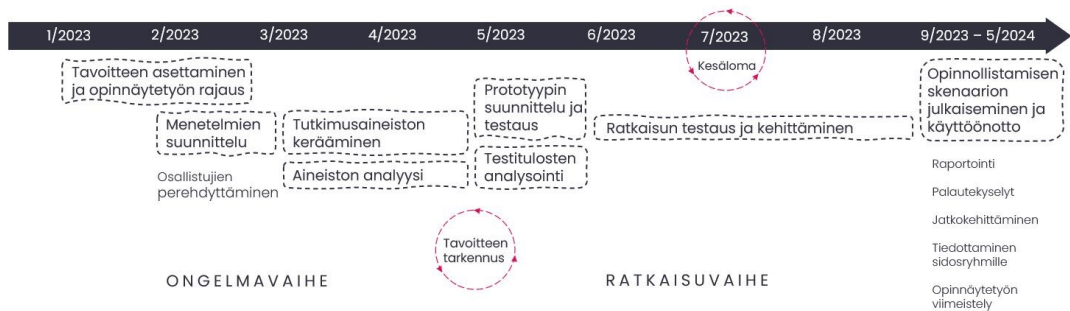 1/2023 2/2023 3/2023 4/2023 5/2023 6/2023 7/2023 8/2023 9/2023 – 5/2024
Kesäloma
Tavoitteen asettaminen
ja opinnäytetyön rajaus
Menetelmien
suunnittelu
Osallistujien
perehdyttäminen
Tutkimusaineiston
kerääminen
Aineiston analyysi
Prototyypin
suunnittelu ja
testaus
Testitulosten
analysointi
Tavoitteen
tarkennus
Ratkaisun testaus ja kehittäminen
Opinnollistamisen
skenaarion
julkaiseminen ja
käyttöönotto
Raportointi
Palautekyselyt
Jatkokehittäminen
Tiedottaminen
sidosryhmille
Opinnäytetyön
viimeistely
ONGELMAVAIHE
RATKAISUVAIHE